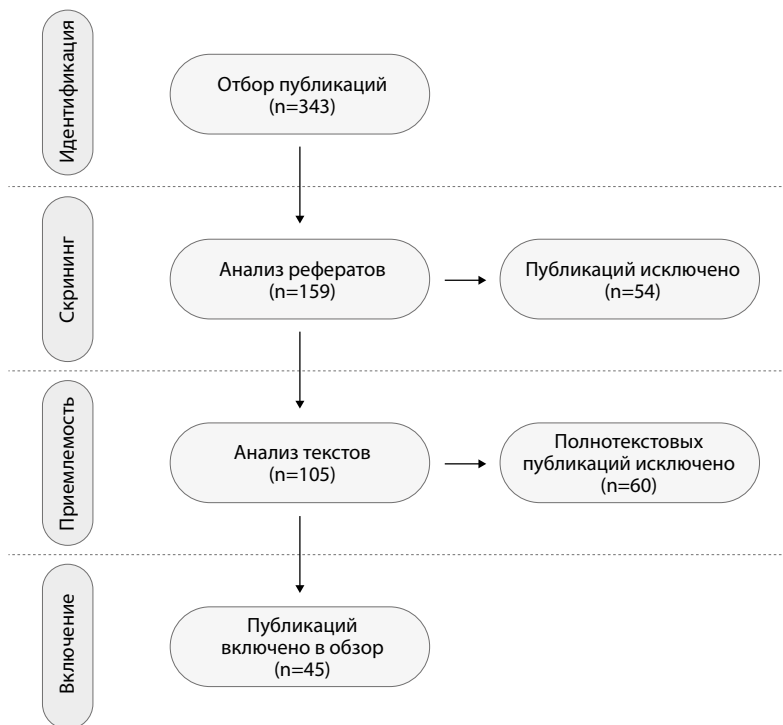 Идентификация
Отбор публикаций
(n=343)
Скрининг
Анализ рефератов
(n=159)
Публикаций исключено
(n=54)
Приемлемость
Анализ текстов
(n=105)
Полнотекстовых
публикаций исключено
(n=60)
Включение
Публикаций
включено в обзор
(n=45)